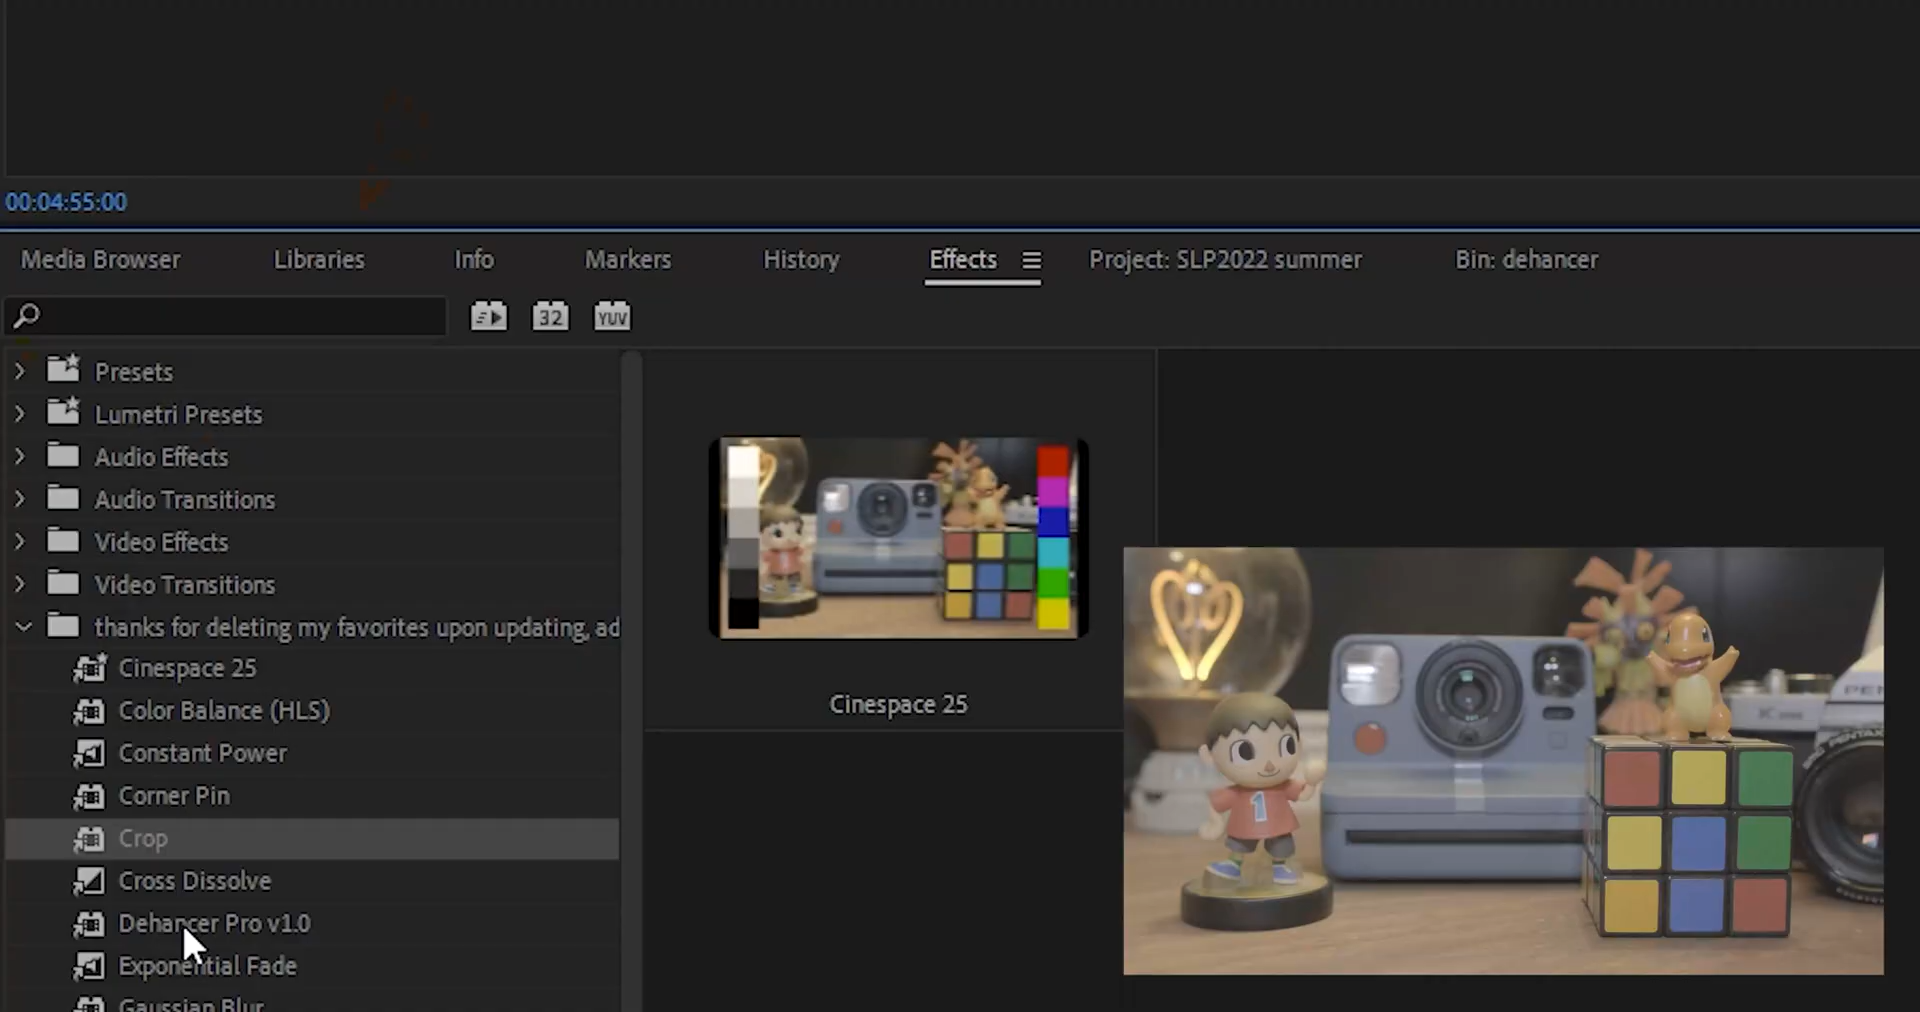 00:04:55:00
Media Browser Libraries Info Markers History Effects Project: SLP2022 summer Bin: dehancer
32 YUV
Presets
Lumetri Presets
Audio Effects
Audio Transitions
Video Effects
Video Transitions
thanks for deleting my favorites upon updating, ad
Cinespace 25
Color Balance (HLS)
Constant Power
Corner Pin
Crop
Cross Dissolve
Dehancer Pro v1.0
Exponential Fade
Gaussian Blur
Cinespace 25
1